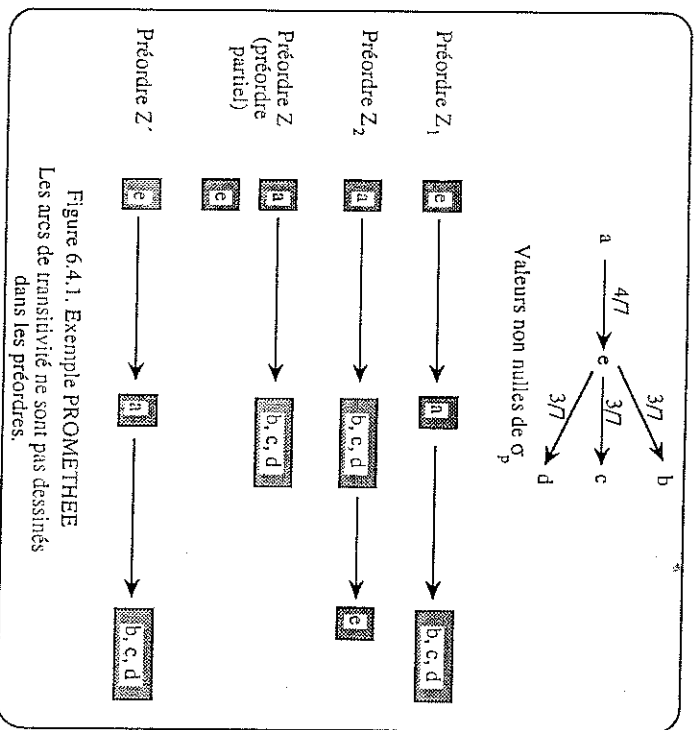 a
4/7
e
3/7
3/7
3/7
b
c
d
Valeurs non nulles de σp
Préordre Z1
e
a
b, c, d
Préordre Z2
a
b, c, d
e
Préordre Z
(préordre
partiel)
a
b, c, d
e
Préordre Z´
e
a
b, c, d
Figure 6.4.1. Exemple PROMETHEE
Les arcs de transitivité ne sont pas dessinés
dans les préordres.